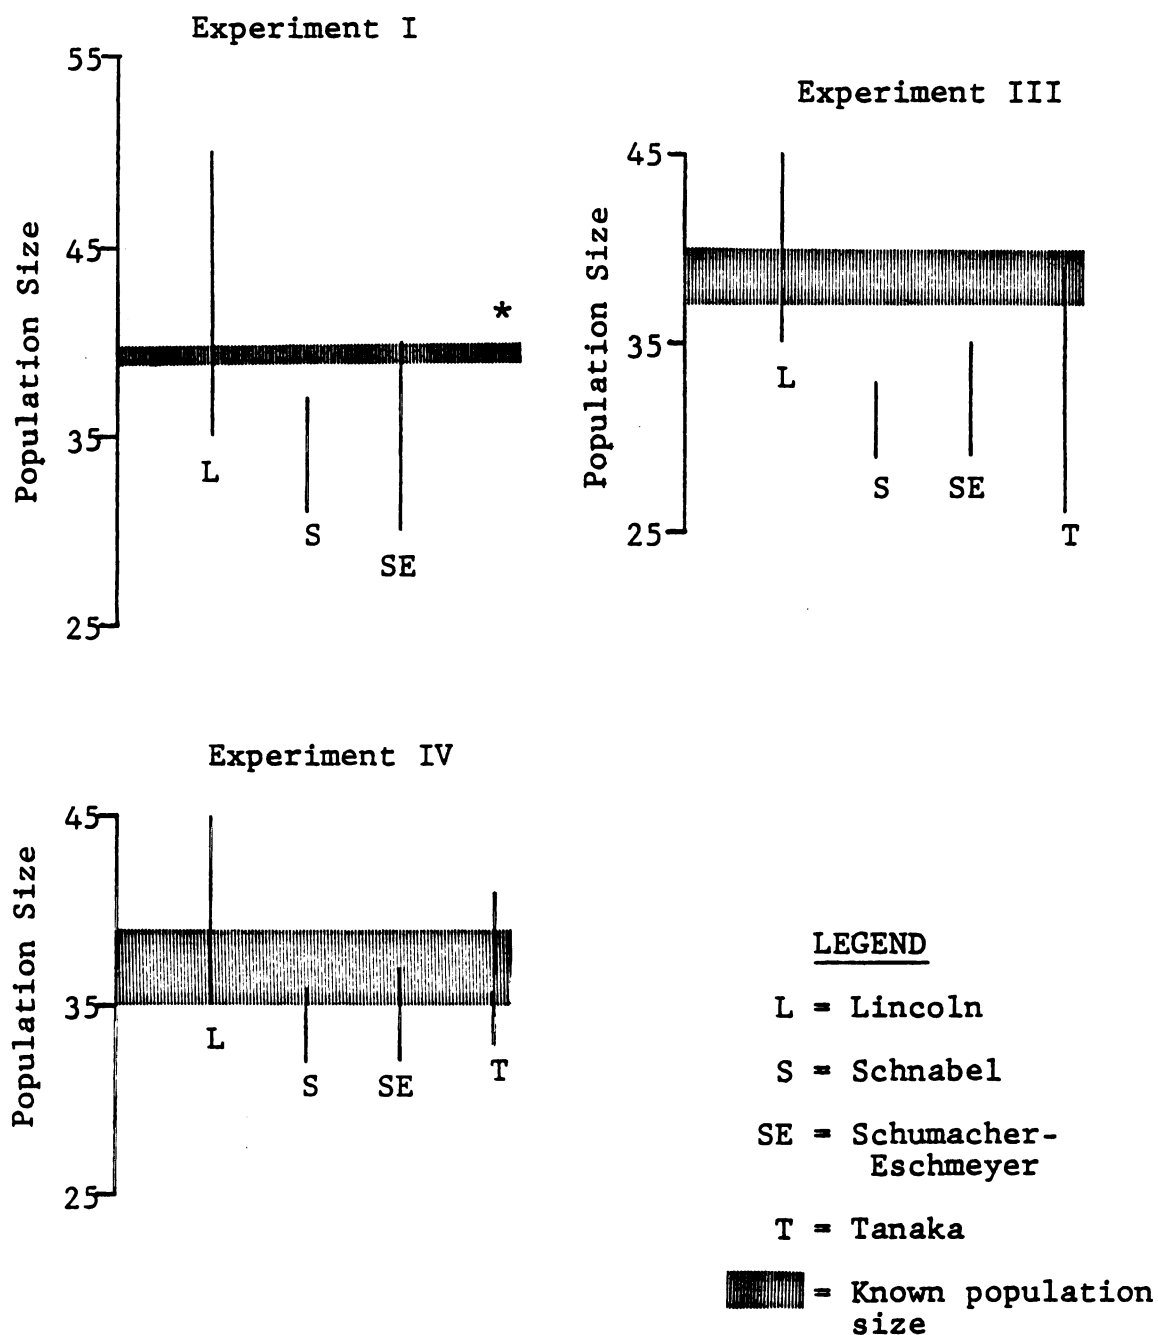 Experiment I
55
45
35
25
Population Size
*
L
S
SE
Experiment III
45
35
25
Population Size
L
S
SE
T
Experiment IV
45
35
25
Population Size
L
S
SE
T
LEGEND
L = Lincoln
S = Schnabel
SE = Schumacher-
Eschmeyer
T = Tanaka
= Known population
size